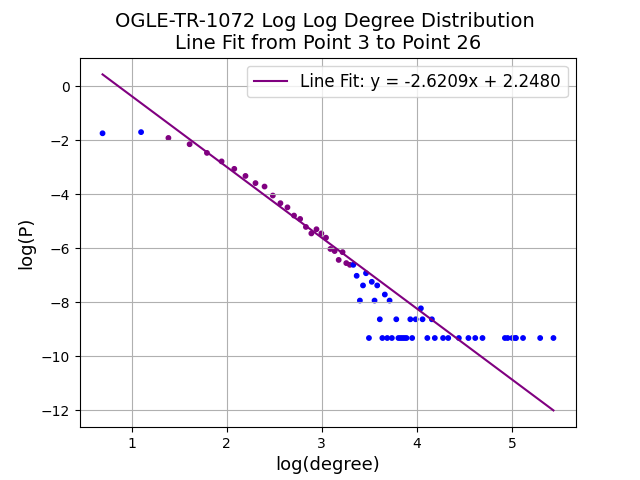 OGLE-TR-1072 Log Log Degree Distribution
Line Fit from Point 3 to Point 26
Line Fit: y = -2.6209x + 2.2480
0
−2
−4
−6
−8
−10
−12
log(P)
1 2 3 4 5
log(degree)